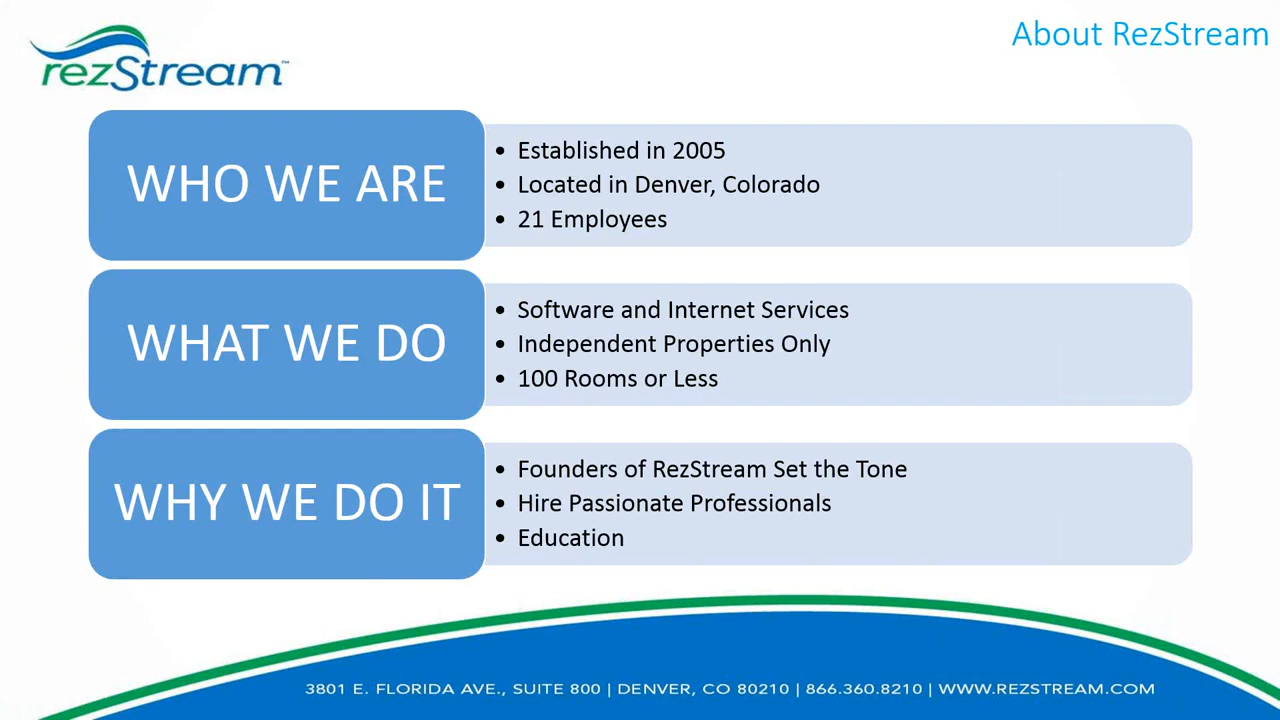 rezStream™
About RezStream
WHO WE ARE
• Established in 2005
• Located in Denver, Colorado
• 21 Employees
WHAT WE DO
• Software and Internet Services
• Independent Properties Only
• 100 Rooms or Less
WHY WE DO IT
• Founders of RezStream Set the Tone
• Hire Passionate Professionals
• Education
3801 E. FLORIDA AVE., SUITE 800 | DENVER, CO 80210 | 866.360.8210 | WWW.REZSTREAM.COM